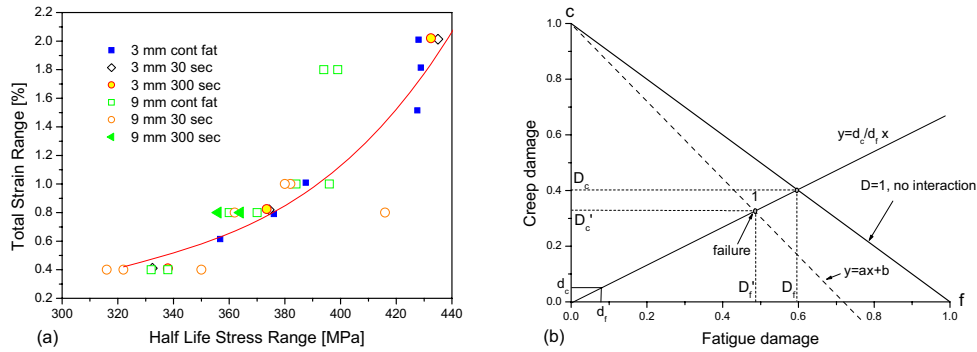 2.0
1.8
1.6
1.4
1.2
1.0
0.8
0.6
0.4
0.2
Total Strain Range [%]
3 mm cont fat
3 mm 30 sec
3 mm 300 sec
9 mm cont fat
9 mm 30 sec
9 mm 300 sec
300 320 340 360 380 400 420 440
(a) Half Life Stress Range [MPa]
c
1.0
0.8
0.6
0.4
0.2
0.0
Creep damage
y=dc/df x
Dc
Dc'
1
D=1, no interaction
failure
y=ax+b
dc
df
Df'
Df
f
0.0 0.2 0.4 0.6 0.8 1.0
(b) Fatigue damage